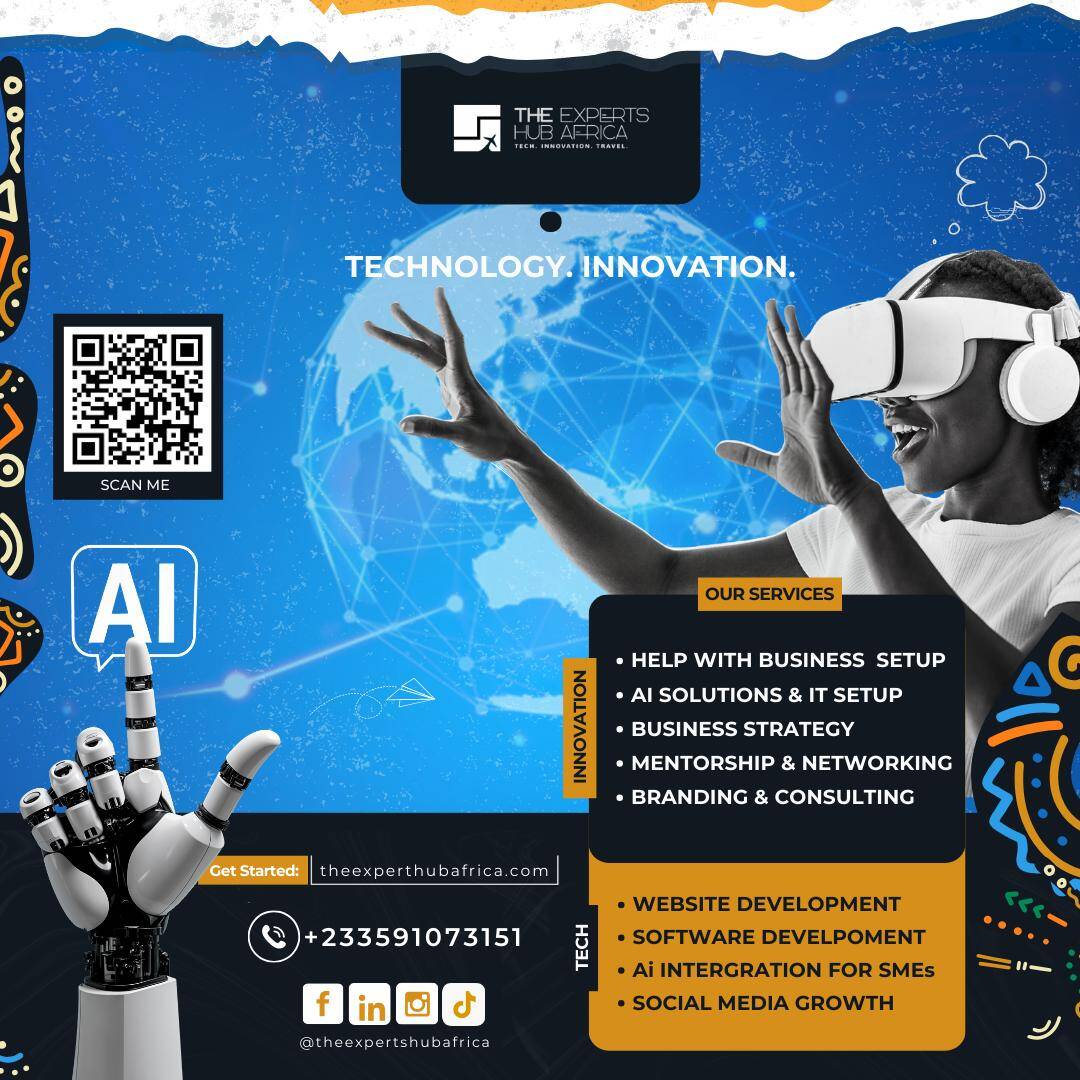 THE EXPERTS
HUB AFRICA
TECH. INNOVATION. TRAVEL.
TECHNOLOGY. INNOVATION.
SCAN ME
AI
OUR SERVICES
INNOVATION
• HELP WITH BUSINESS SETUP
• AI SOLUTIONS & IT SETUP
• BUSINESS STRATEGY
• MENTORSHIP & NETWORKING
• BRANDING & CONSULTING
TECH
• WEBSITE DEVELOPMENT
• SOFTWARE DEVELPOMENT
• Ai INTERGRATION FOR SMEs
• SOCIAL MEDIA GROWTH
Get Started: theexperthubafrica.com
+233591073151
@theexpertshubafrica